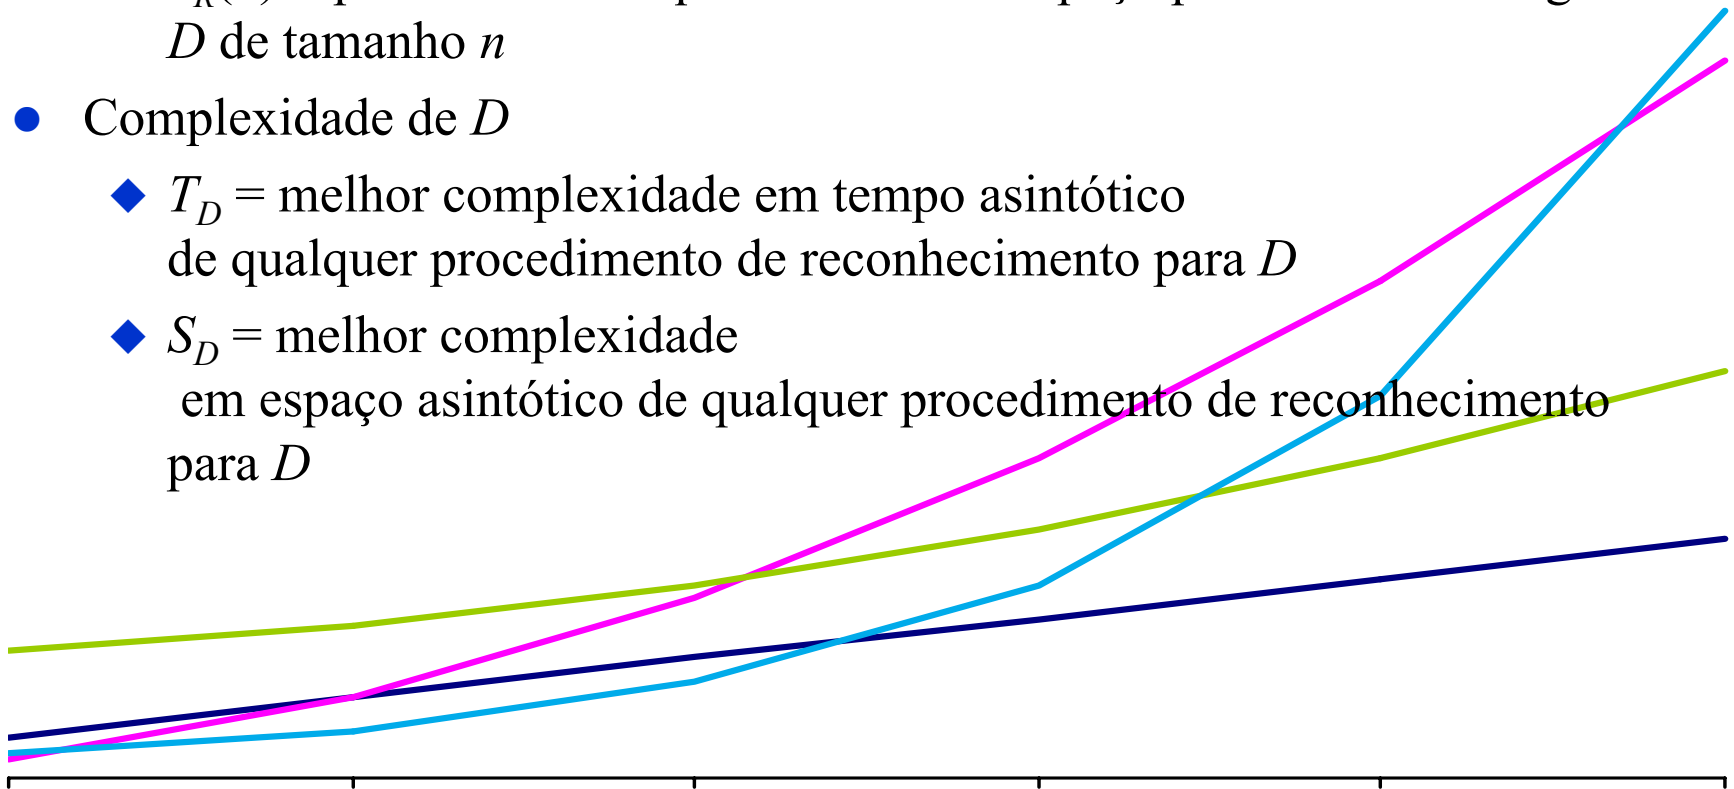 D de tamanho n
● Complexidade de D
◆ T_D = melhor complexidade em tempo asintótico
de qualquer procedimento de reconhecimento para D
◆ S_D = melhor complexidade
em espaço asintótico de qualquer procedimento de reconhecimento
para D